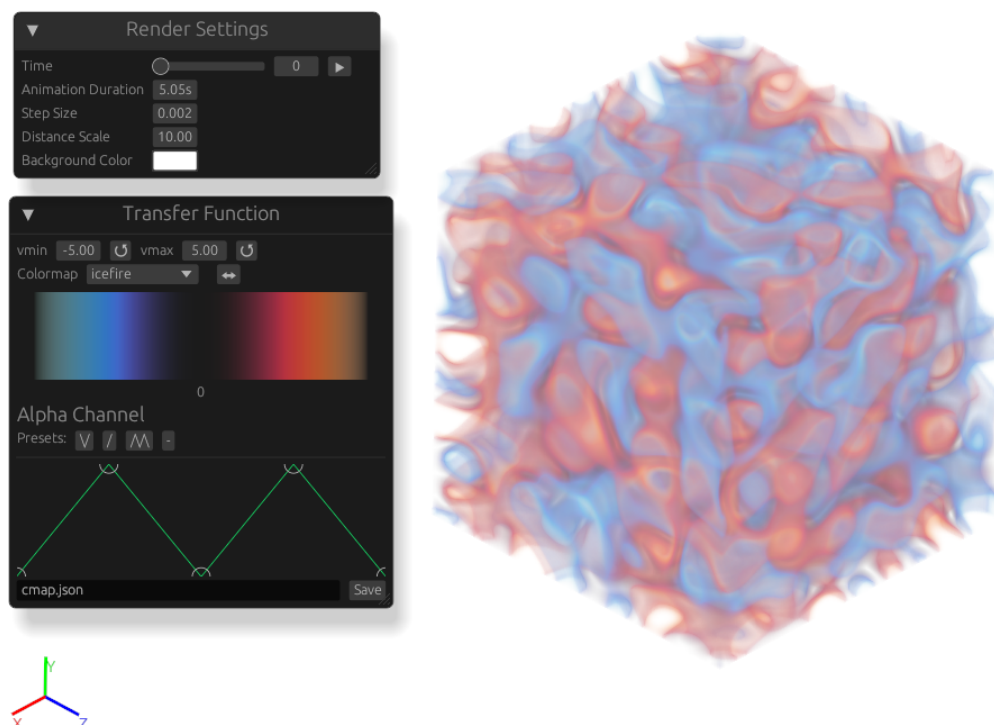 Render Settings
Time 0
Animation Duration 5.05s
Step Size 0.002
Distance Scale 10.00
Background Color
Transfer Function
vmin -5.00 vmax 5.00
Colormap icefire
0
Alpha Channel
Presets: V / -
cmap.json Save
Y
X Z